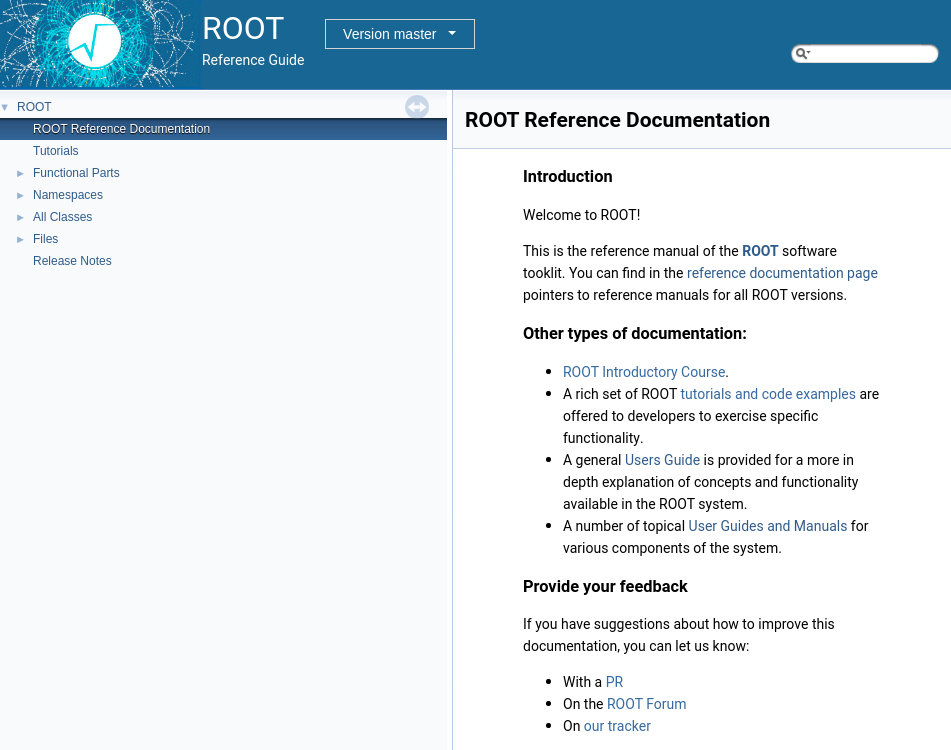 ROOT
Reference Guide
Version master
ROOT
ROOT Reference Documentation
Tutorials
Functional Parts
Namespaces
All Classes
Files
Release Notes
ROOT Reference Documentation
Introduction
Welcome to ROOT!
This is the reference manual of the ROOT software
tooklit. You can find in the reference documentation page
pointers to reference manuals for all ROOT versions.
Other types of documentation:
ROOT Introductory Course.
A rich set of ROOT tutorials and code examples are
offered to developers to exercise specific
functionality.
A general Users Guide is provided for a more in
depth explanation of concepts and functionality
available in the ROOT system.
A number of topical User Guides and Manuals for
various components of the system.
Provide your feedback
If you have suggestions about how to improve this
documentation, you can let us know:
With a PR
On the ROOT Forum
On our tracker